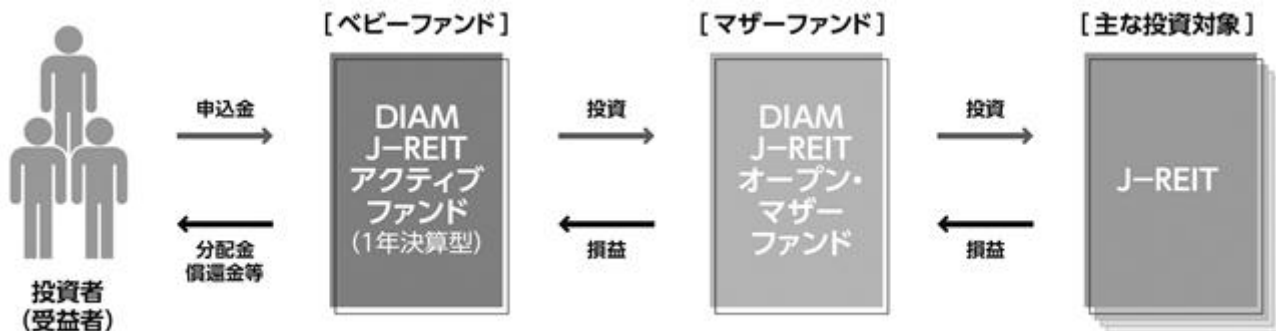 [ベビーファンド]
[マザーファンド]
[主な投資対象]
申込金
投資
投資
DIAM
J−REIT
アクティブ
ファンド
(1年決算型)
DIAM
J−REIT
オープン・
マザー
ファンド
J−REIT
分配金
償還金等
損益
損益
投資者
(受益者)